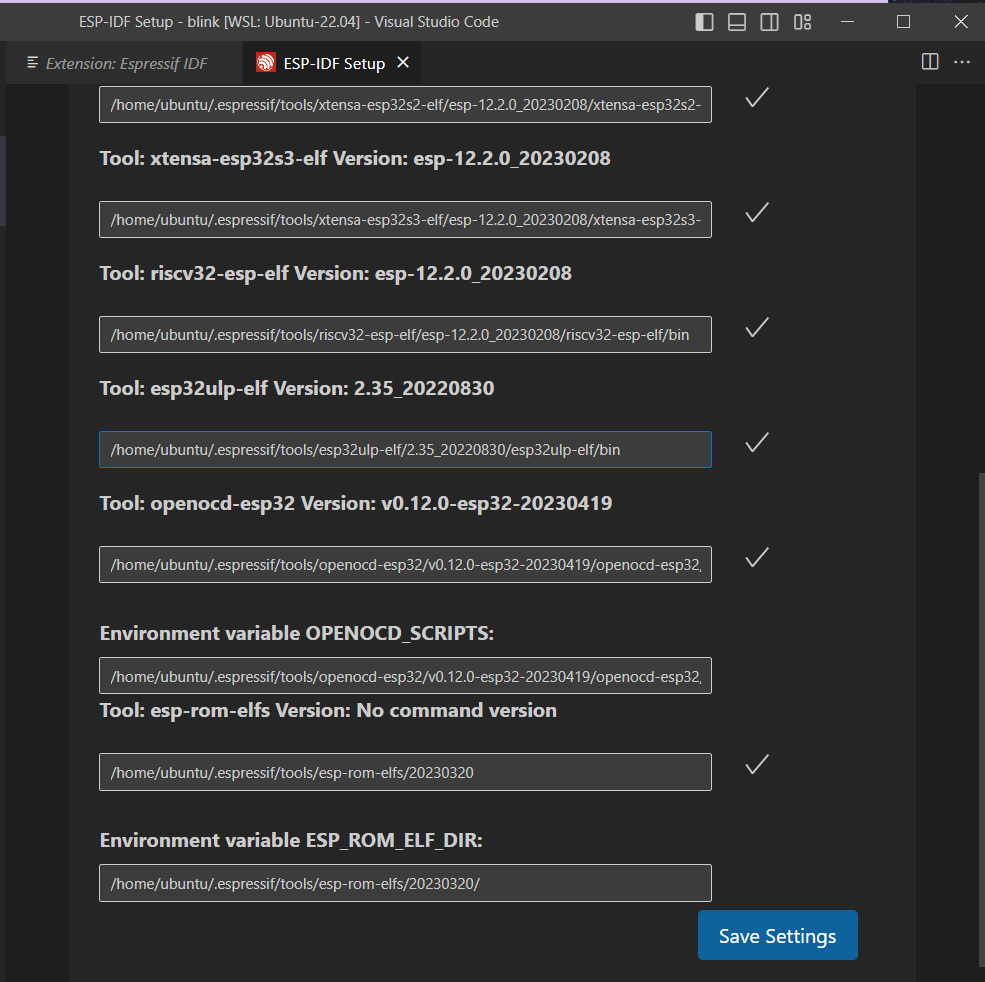 ESP-IDF Setup - blink [WSL: Ubuntu-22.04] - Visual Studio Code
Extension: Espressif IDF
ESP-IDF Setup
/home/ubuntu/.espressif/tools/xtensa-esp32s2-elf/esp-12.2.0_20230208/xtensa-esp32s2-
Tool: xtensa-esp32s3-elf Version: esp-12.2.0_20230208
/home/ubuntu/.espressif/tools/xtensa-esp32s3-elf/esp-12.2.0_20230208/xtensa-esp32s3-
Tool: riscv32-esp-elf Version: esp-12.2.0_20230208
/home/ubuntu/.espressif/tools/riscv32-esp-elf/esp-12.2.0_20230208/riscv32-esp-elf/bin
Tool: esp32ulp-elf Version: 2.35_20220830
/home/ubuntu/.espressif/tools/esp32ulp-elf/2.35_20220830/esp32ulp-elf/bin
Tool: openocd-esp32 Version: v0.12.0-esp32-20230419
/home/ubuntu/.espressif/tools/openocd-esp32/v0.12.0-esp32-20230419/openocd-esp32/
Environment variable OPENOCD_SCRIPTS:
/home/ubuntu/.espressif/tools/openocd-esp32/v0.12.0-esp32-20230419/openocd-esp32/
Tool: esp-rom-elfs Version: No command version
/home/ubuntu/.espressif/tools/esp-rom-elfs/20230320
Environment variable ESP_ROM_ELF_DIR:
/home/ubuntu/.espressif/tools/esp-rom-elfs/20230320/
Save Settings